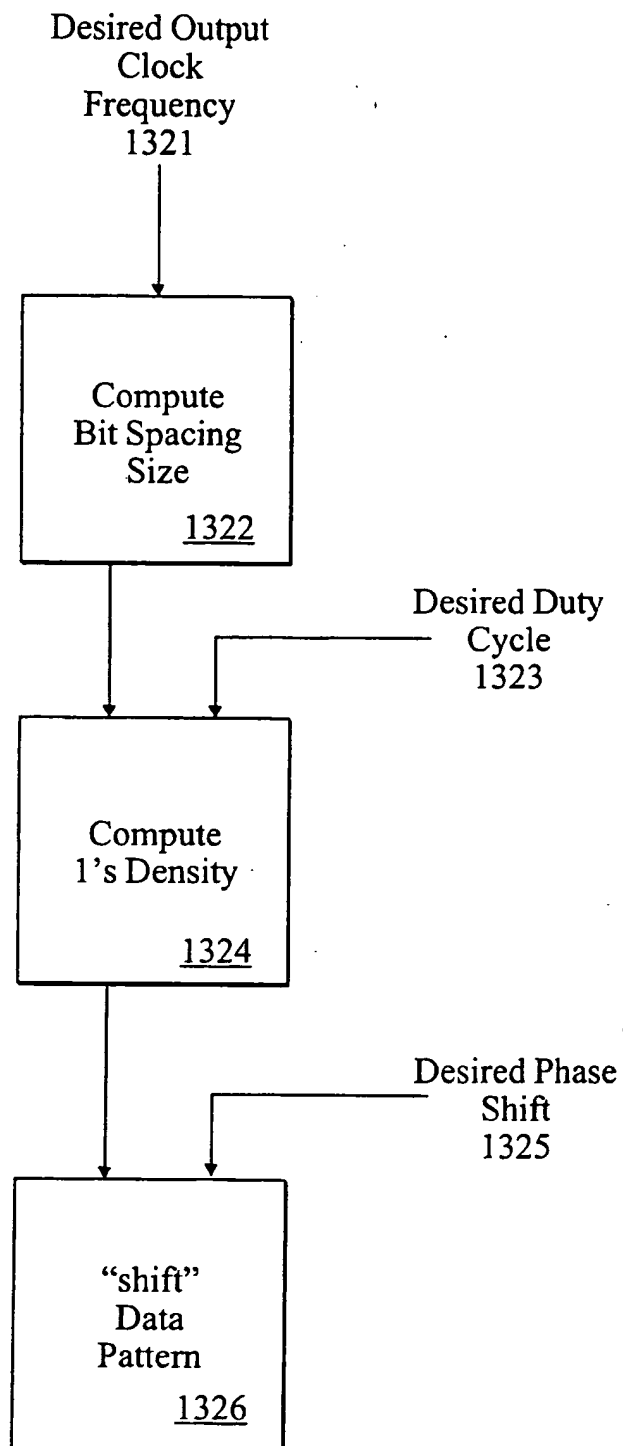 Desired Output
Clock
Frequency
1321
Compute
Bit Spacing
Size
1322
Desired Duty
Cycle
1323
Compute
1's Density
1324
Desired Phase
Shift
1325
“shift”
Data
Pattern
1326